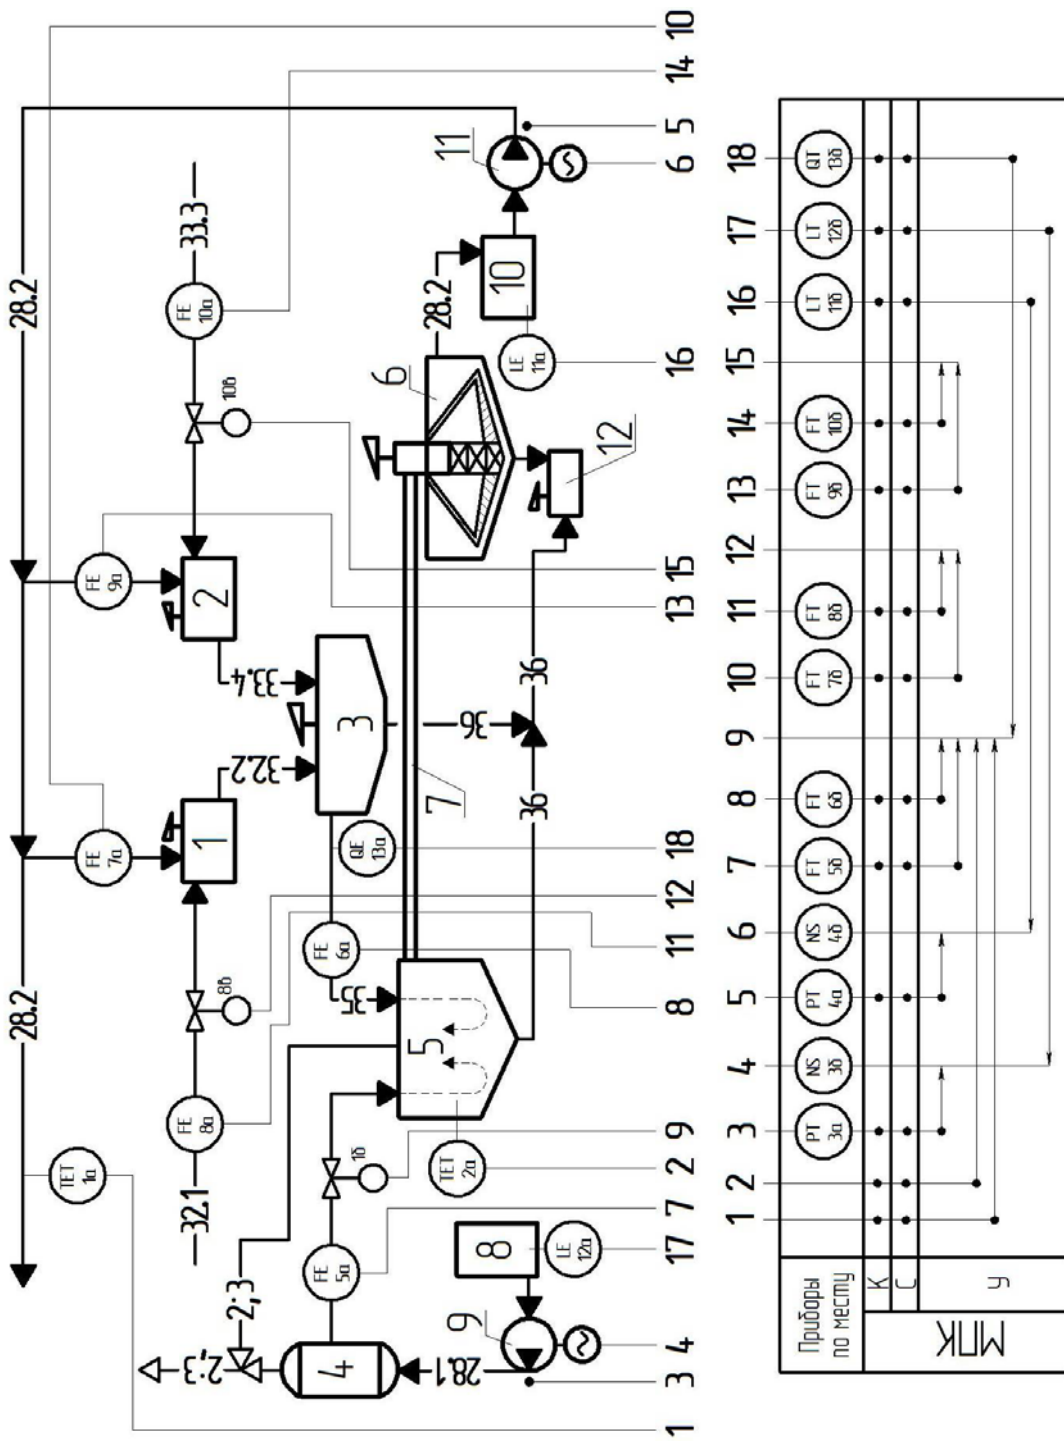 28.2
28.2
TET
1а
32.1
FE
8а
8б
FE
7а
FE
9а
10б
FE
10а
33.3
1
2
32.2
33.4
3
2;3
2;3
4
28.1
FE
5а
1б
TET
2а
5
35
FE
6а
QE
13а
36
36
36
7
6
28.2
10
LE
11а
11
12
8
LE
12а
9
1
3
4
17
7
2
9
8
11
12
18
13
15
16
6
5
14
10
1
2
3
4
5
6
7
8
9
10
11
12
13
14
15
16
17
18
Приборы
по месту
PT
3а
NS
3б
PT
4а
NS
4б
FT
5б
FT
6б
FT
7б
FT
8б
FT
9б
FT
10б
LT
11б
LT
12б
QT
13б
МПК
К
С
У